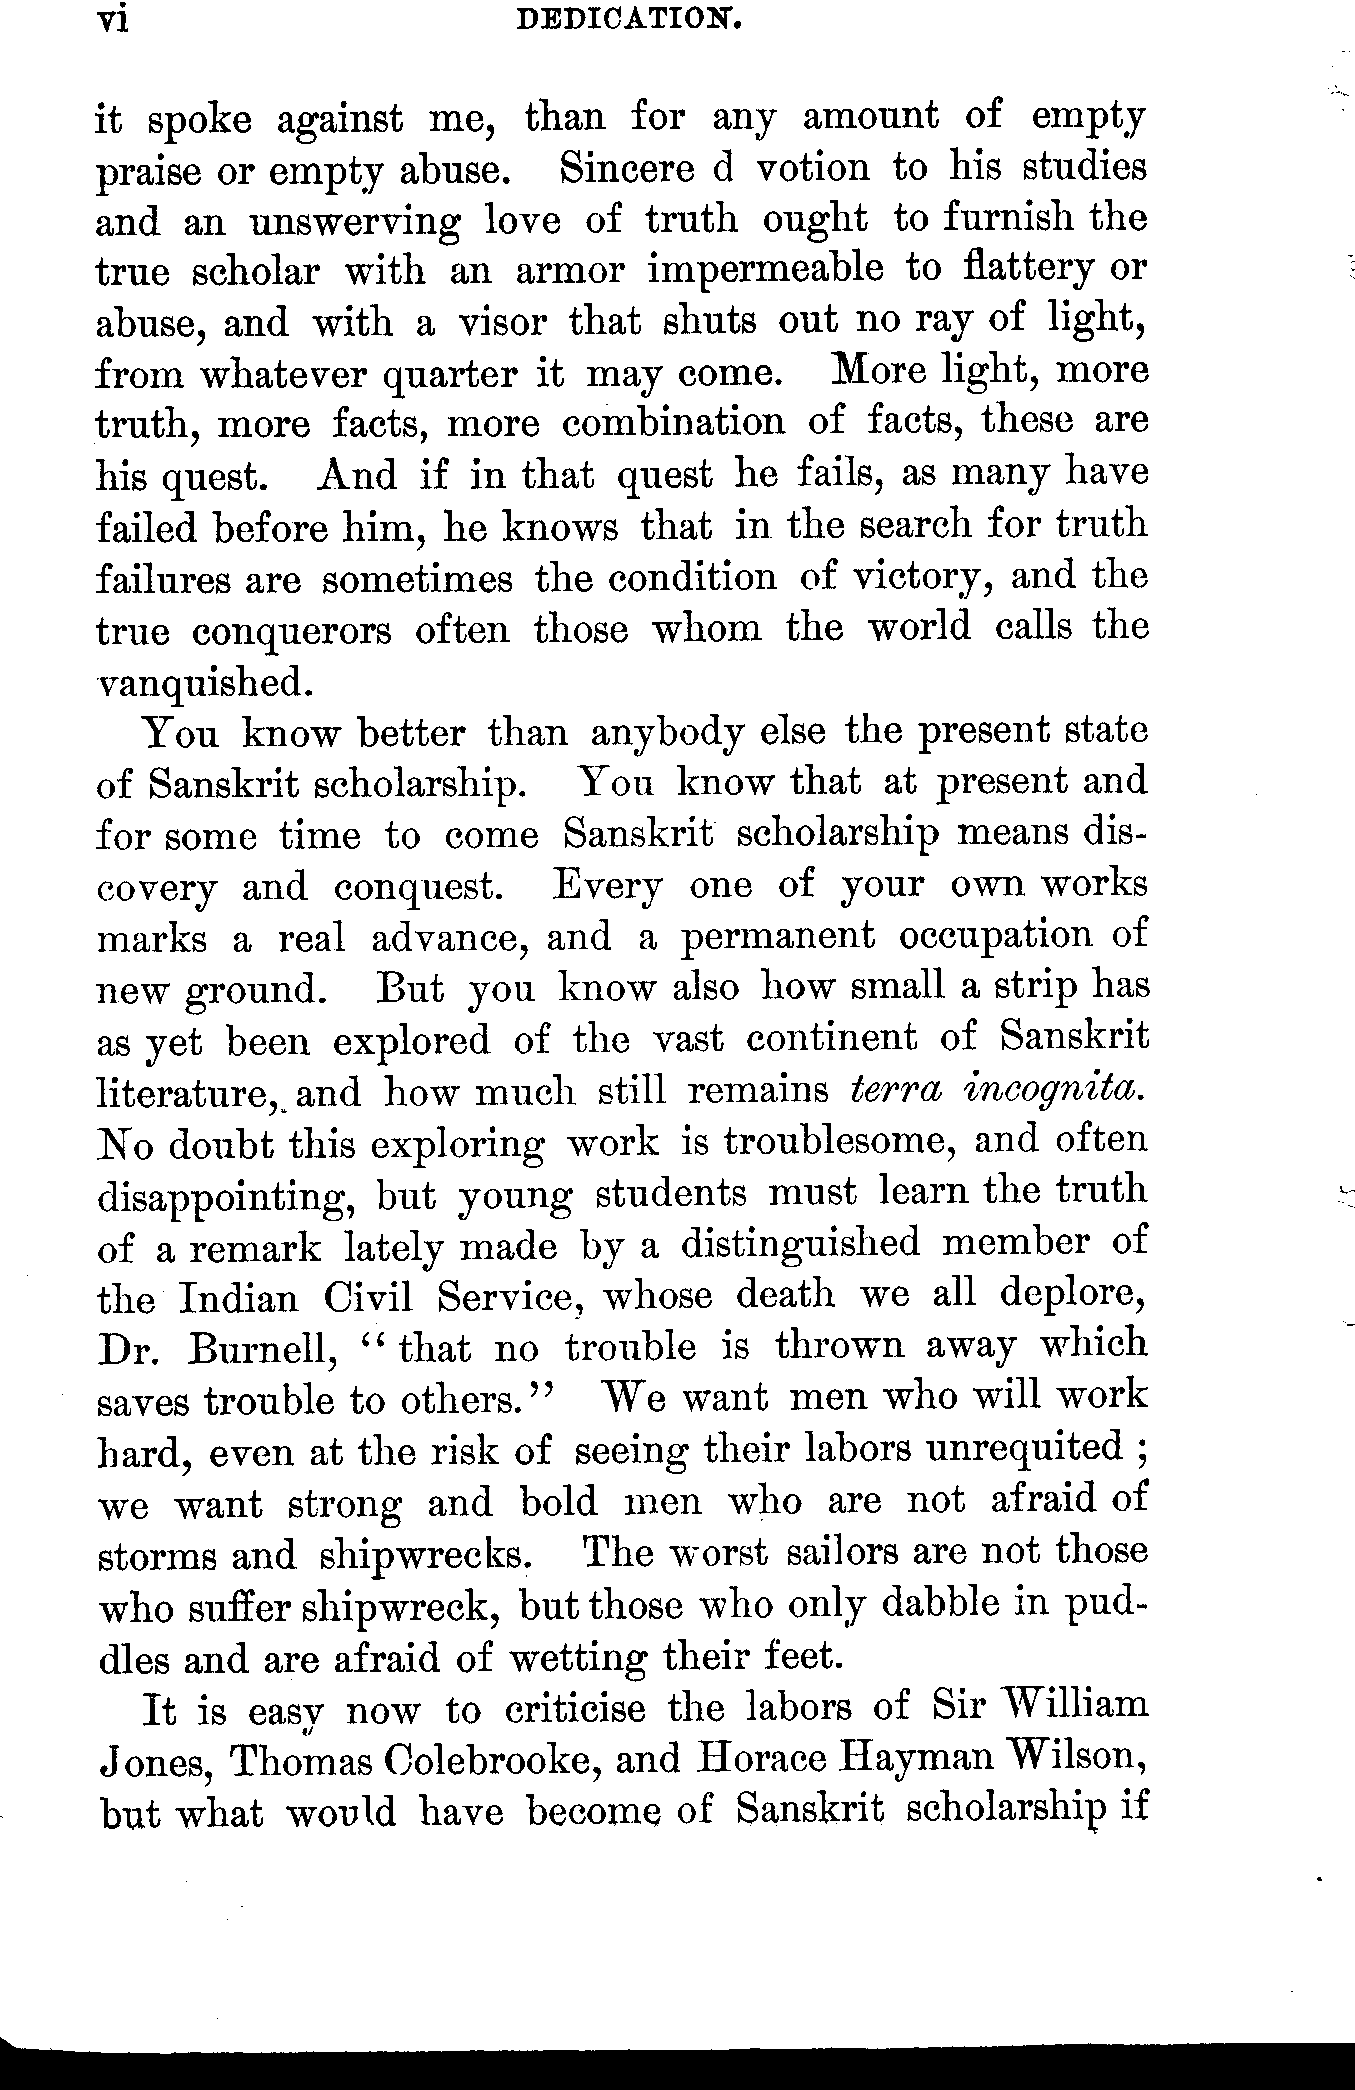 vi DEDICATION.
it spoke against me, than for any amount of empty
praise or empty abuse. Sincere d votion to his studies
and an unswerving love of truth ought to furnish the
true scholar with an armor impermeable to flattery or
abuse, and with a visor that shuts out no ray of light,
from whatever quarter it may come. More light, more
truth, more facts, more combination of facts, these are
his quest. And if in that quest he fails, as many have
failed before him, he knows that in the search for truth
failures are sometimes the condition of victory, and the
true conquerors often those whom the world calls the
vanquished.
You know better than anybody else the present state
of Sanskrit scholarship. You know that at present and
for some time to come Sanskrit scholarship means dis-
covery and conquest. Every one of your own works
marks a real advance, and a permanent occupation of
new ground. But you know also how small a strip has
as yet been explored of the vast continent of Sanskrit
literature, and how much still remains terra incognita.
No doubt this exploring work is troublesome, and often
disappointing, but young students must learn the truth
of a remark lately made by a distinguished member of
the Indian Civil Service, whose death we all deplore,
Dr. Burnell, “ that no trouble is thrown away which
saves trouble to others.” We want men who will work
hard, even at the risk of seeing their labors unrequited ;
we want strong and bold men who are not afraid of
storms and shipwrecks. The worst sailors are not those
who suffer shipwreck, but those who only dabble in pud-
dles and are afraid of wetting their feet.
It is easy now to criticise the labors of Sir William
Jones, Thomas Colebrooke, and Horace Hayman Wilson,
but what would have become of Sanskrit scholarship if